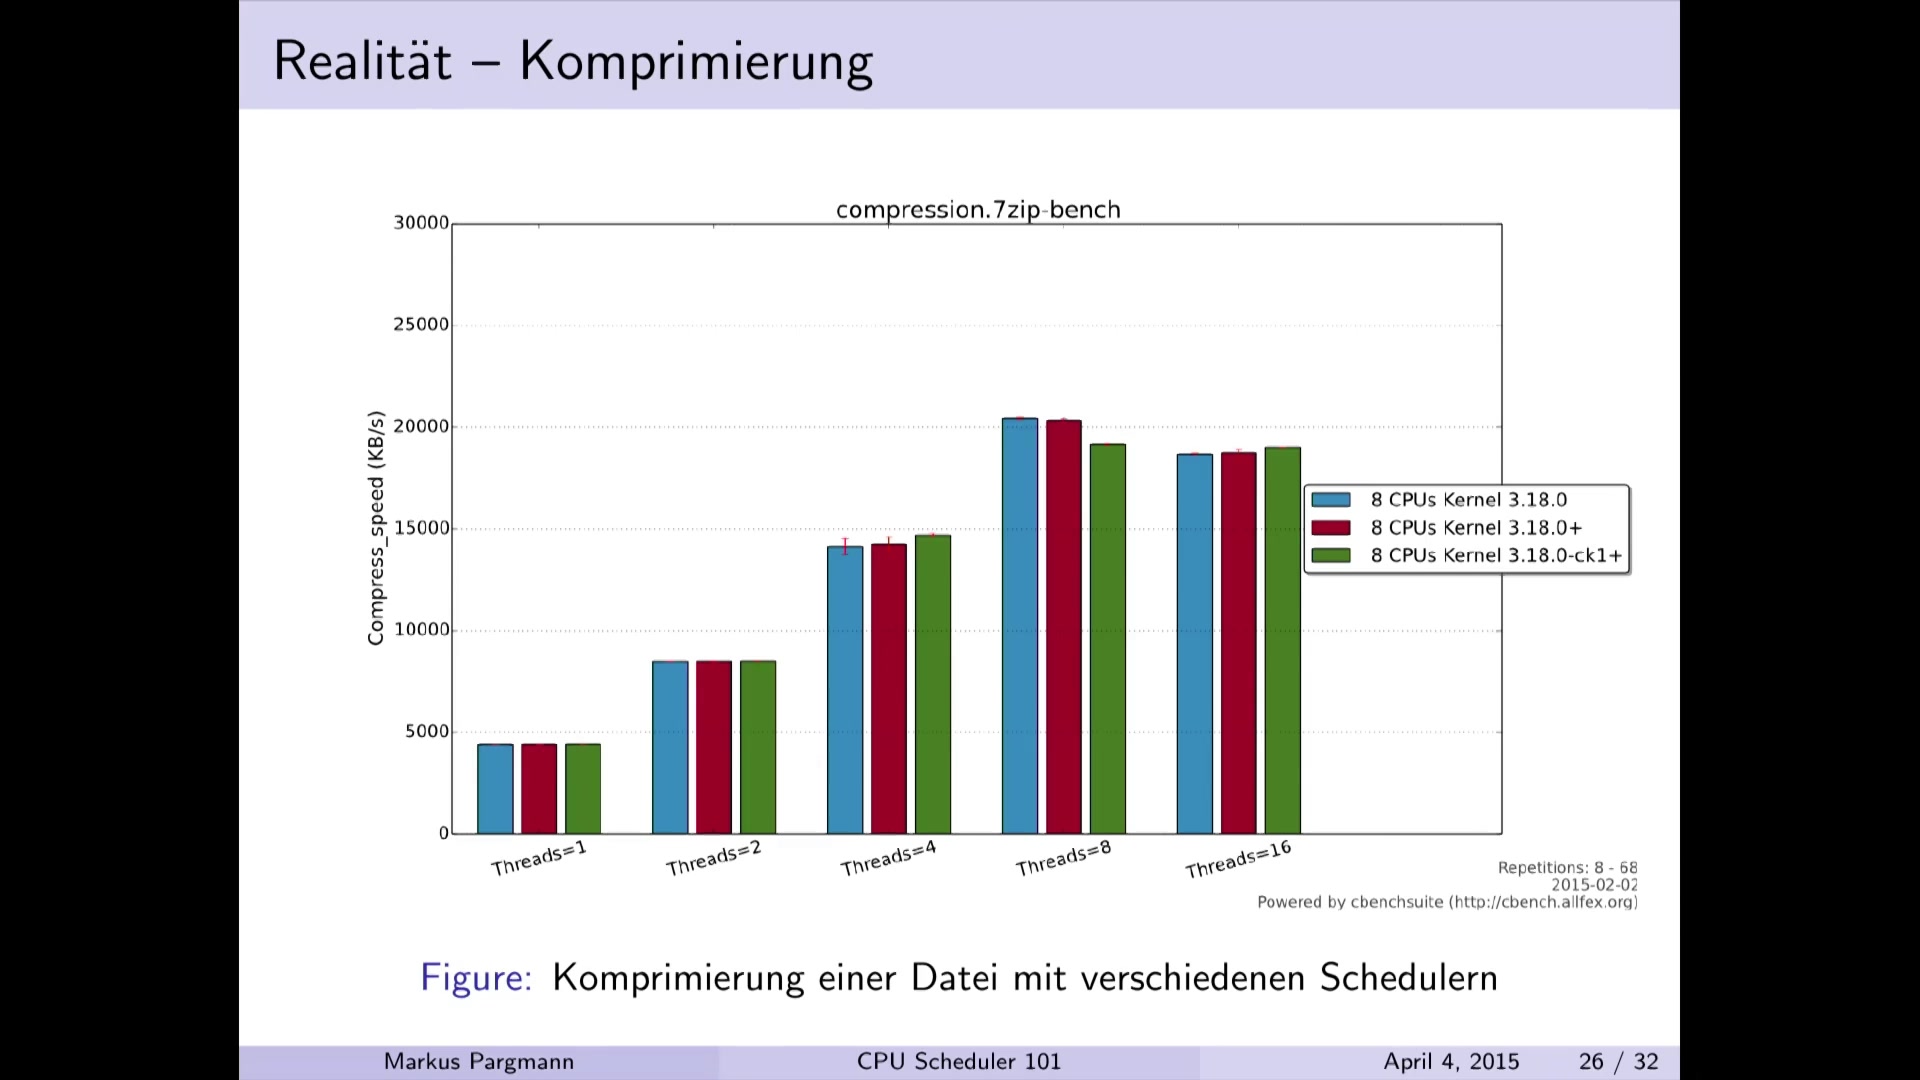 Realität – Komprimierung
compression.7zip-bench
30000
25000
20000
15000
10000
5000
0
Compress_speed (KB/s)
8 CPUs Kernel 3.18.0
8 CPUs Kernel 3.18.0+
8 CPUs Kernel 3.18.0-ck1+
Threads=1
Threads=2
Threads=4
Threads=8
Threads=16
Repetitions: 8 - 68
2015-02-02
Powered by cbenchsuite (http://cbench.allfex.org)
Figure: Komprimierung einer Datei mit verschiedenen Schedulern
Markus Pargmann CPU Scheduler 101 April 4, 2015 26 / 32